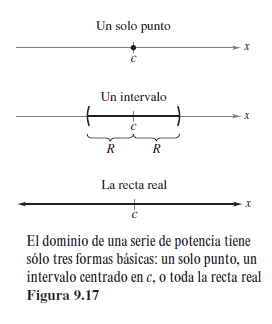 Un solo punto
x
c
Un intervalo
x
c
R R
La recta real
x
c
El dominio de una serie de potencia tiene
sólo tres formas básicas: un solo punto, un
intervalo centrado en c, o toda la recta real
Figura 9.17